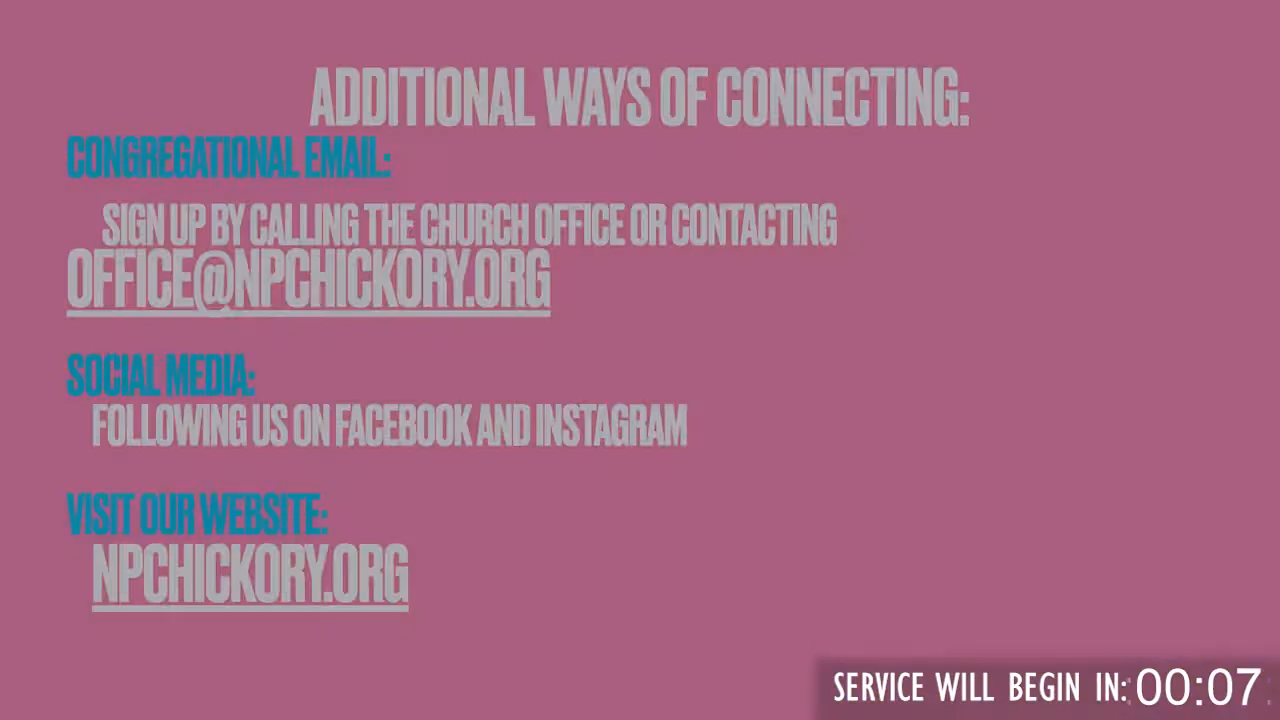 ADDITIONAL WAYS OF CONNECTING:
CONGREGATIONAL EMAIL:
SIGN UP BY CALLING THE CHURCH OFFICE OR CONTACTING
OFFICE@NPCHICKORY.ORG
SOCIAL MEDIA:
FOLLOWING US ON FACEBOOK AND INSTAGRAM
VISIT OUR WEBSITE:
NPCHICKORY.ORG
SERVICE WILL BEGIN IN: 00:07